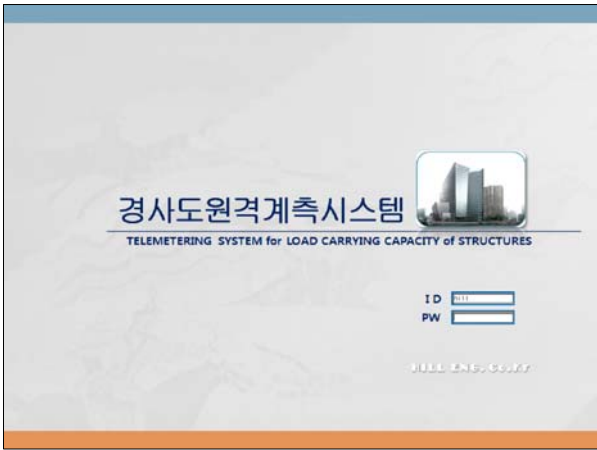 경사도원격계측시스템
TELEMETERING SYSTEM for LOAD CARRYING CAPACITY of STRUCTURES
ID
PW